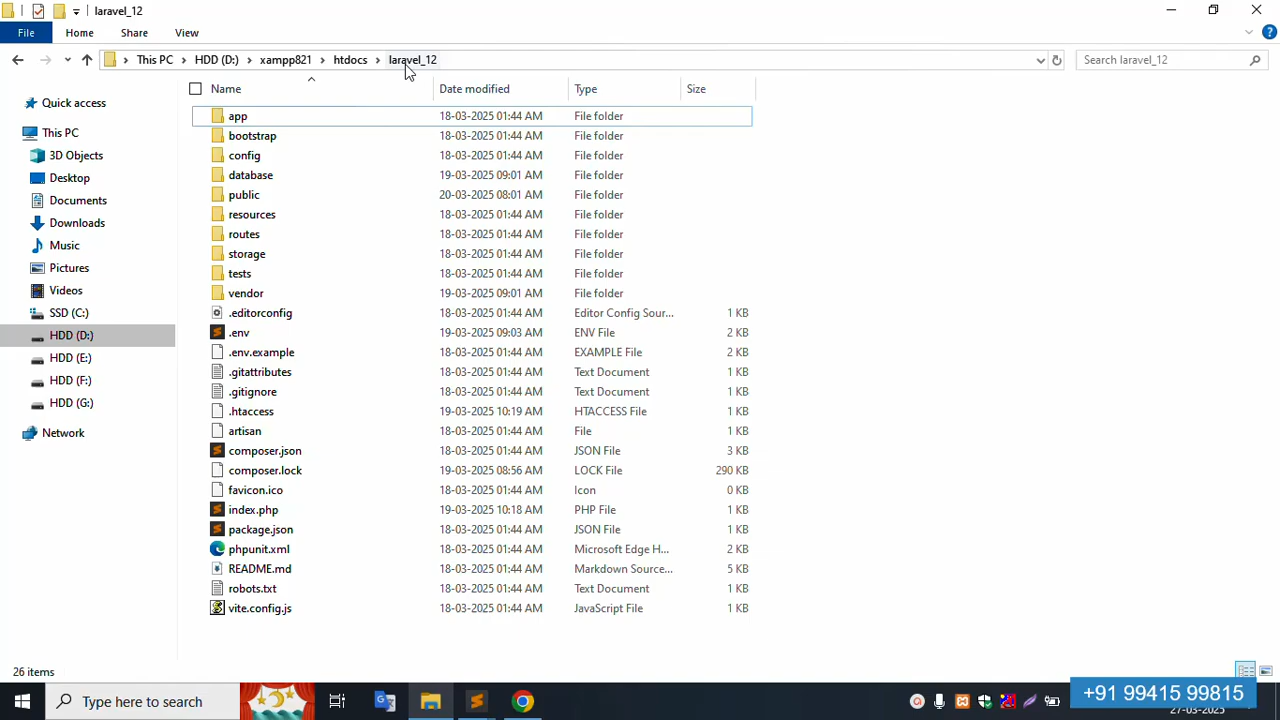 laravel_12
File Home Share View
This PC HDD (D:) xampp821 htdocs laravel_12 Search laravel_12
Name Date modified Type Size
Quick access
This PC
3D Objects
Desktop
Documents
Downloads
Music
Pictures
Videos
SSD (C:)
HDD (D:)
HDD (E:)
HDD (F:)
HDD (G:)
Network
app 18-03-2025 01:44 AM File folder
bootstrap 18-03-2025 01:44 AM File folder
config 18-03-2025 01:44 AM File folder
database 19-03-2025 09:01 AM File folder
public 20-03-2025 08:01 AM File folder
resources 18-03-2025 01:44 AM File folder
routes 18-03-2025 01:44 AM File folder
storage 18-03-2025 01:44 AM File folder
tests 18-03-2025 01:44 AM File folder
vendor 19-03-2025 09:01 AM File folder
.editorconfig 18-03-2025 01:44 AM Editor Config Sour... 1 KB
.env 19-03-2025 09:03 AM ENV File 2 KB
.env.example 18-03-2025 01:44 AM EXAMPLE File 2 KB
.gitattributes 18-03-2025 01:44 AM Text Document 1 KB
.gitignore 18-03-2025 01:44 AM Text Document 1 KB
.htaccess 19-03-2025 10:19 AM HTACCESS File 1 KB
artisan 18-03-2025 01:44 AM File 1 KB
composer.json 18-03-2025 01:44 AM JSON File 3 KB
composer.lock 19-03-2025 08:56 AM LOCK File 290 KB
favicon.ico 18-03-2025 01:44 AM Icon 0 KB
index.php 19-03-2025 10:18 AM PHP File 1 KB
package.json 18-03-2025 01:44 AM JSON File 1 KB
phpunit.xml 18-03-2025 01:44 AM Microsoft Edge H... 2 KB
README.md 18-03-2025 01:44 AM Markdown Source... 5 KB
robots.txt 18-03-2025 01:44 AM Text Document 1 KB
vite.config.js 18-03-2025 01:44 AM JavaScript File 1 KB
26 items
Type here to search
+91 99415 99815
27-03-2025